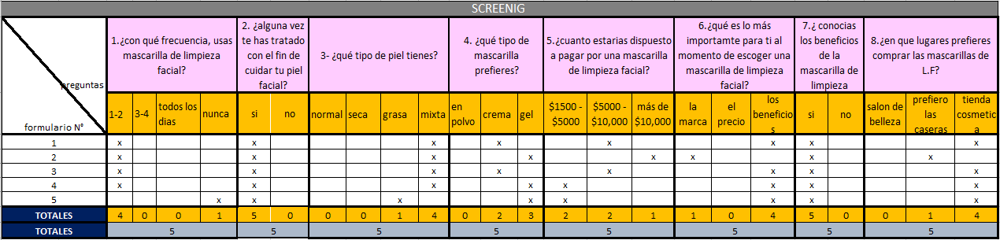 SCREENIG
preguntas
formulario N°
1.¿con qué frecuencia, usas
mascarilla de limpieza
facial?
2. ¿alguna vez
te has tratado
con el fin de
cuidar tu piel
facial?
3- ¿qué tipo de piel tienes?
4. ¿qué tipo de
mascarilla
prefieres?
5.¿cuanto estarias dispuesto
a pagar por una mascarilla
de limpieza facial?
6.¿qué es lo más
importamte para ti al
momento de escoger una
mascarilla de limpieza
facial?
7.¿ conocias
los beneficios
de la
mascarilla de
limpieza
8.¿en que lugares prefieres
comprar las mascarillas de
L.F?
1-2
3-4
todos los
dias
nunca
si
no
normal
seca
grasa
mixta
en
polvo
crema
gel
$1500 -
$5000
$5000 -
$10,000
más de
$10,000
la
marca
el
precio
los
beneficio
s
si
no
salon de
belleza
prefiero
las
caseras
tienda
cosmetic
a
1 x x x x x x x x
2 x x x x x x x x
3 x x x x x x x x
4 x x x x x x x x
5 x x x x x x x x
TOTALES 4 0 0 1 5 0 0 0 1 4 0 2 3 2 2 1 1 0 4 5 0 0 1 4
TOTALES 5 5 5 5 5 5 5 5